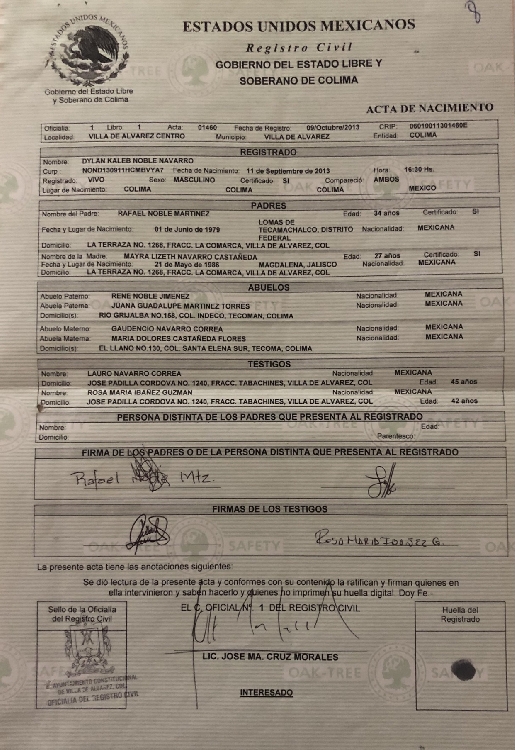 8
ESTADOS UNIDOS MEXICANOS
Registro Civil
GOBIERNO DEL ESTADO LIBRE Y
SOBERANO DE COLIMA
ESTADOS UNIDOS MEXICANOS
Gobierno del Estado Libre
y Soberano de Colima
ACTA DE NACIMIENTO
Oficialía: 1 Libro: 1 Acta: 01460 Fecha de Registro: 09/Octubre/2013 CRIP:
Localidad: VILLA DE ALVAREZ CENTRO Municipio: VILLA DE ALVAREZ Entidad: COLIMA
REGISTRADO
Nombre: DYLAN KALEB NOBLE NAVARRO
Curp: NOND130911HCMBVYA7 Fecha de Nacimiento: 11 de Septiembre de 2013 Hora: 16:30 Hs.
Registrado: VIVO Sexo: MASCULINO Certificado: SI Compareció: AMBOS
Lugar de Nacimiento: COLIMA COLIMA COLIMA MEXICO
PADRES
Nombre del Padre: RAFAEL NOBLE MARTINEZ Edad: 34 años Certificado: SI
Fecha y Lugar de Nacimiento: 01 de Junio de 1979 LOMAS DE TECAMACHALCO, DISTRITO FEDERAL Nacionalidad: MEXICANA
Domicilio: LA TERRAZA NO. 1268, FRACC. LA COMARCA, VILLA DE ALVAREZ, COL
Nombre de la Madre: MAYRA LIZETH NAVARRO CASTAÑEDA Edad: 27 años Certificado: SI
Fecha y Lugar de Nacimiento: 21 de Mayo de 1986 MAGDALENA, JALISCO Nacionalidad: MEXICANA
Domicilio: LA TERRAZA NO. 1268, FRACC. LA COMARCA, VILLA DE ALVAREZ, COL
ABUELOS
Abuelo Paterno: RENE NOBLE JIMENEZ Nacionalidad: MEXICANA
Abuela Paterna: JUANA GUADALUPE MARTINEZ TORRES Nacionalidad: MEXICANA
Domicilio(s): RIO GRIJALBA NO.158, COL. INDECO, TECOMAN, COLIMA
Abuelo Materno: GAUDENCIO NAVARRO CORREA Nacionalidad: MEXICANA
Abuela Materna: MARIA DOLORES CASTAÑEDA FLORES Nacionalidad: MEXICANA
Domicilio(s): EL LLANO NO.130, COL. SANTA ELENA SUR, TECOMA, COLIMA
TESTIGOS
Nombre: LAURO NAVARRO CORREA Nacionalidad: MEXICANA
Domicilio: JOSE PADILLA CORDOVA NO. 1240, FRACC. TABACHINES, VILLA DE ALVAREZ, COL Edad: 45 años
Nombre: ROSA MARIA IBAÑEZ GUZMAN Nacionalidad: MEXICANA
Domicilio: JOSE PADILLA CORDOVA NO. 1240, FRACC. TABACHINES, VILLA DE ALVAREZ, COL Edad: 42 años
PERSONA DISTINTA DE LOS PADRES QUE PRESENTA AL REGISTRADO
Nombre: Edad:
Domicilio: Parentesco:
FIRMA DE LOS PADRES O DE LA PERSONA DISTINTA QUE PRESENTA AL REGISTRADO
Rafael Mtz.
FIRMAS DE LOS TESTIGOS
Rosa Maria Ibañez G.
OAK-TREE SAFETY
La presente acta tiene las anotaciones siguientes:
Se dió lectura de la presente acta y conformes con su contenido la ratifican y firman quienes en
ella intervinieron y saben hacerlo y quienes no imprimen su huella digital. Doy Fe.
Sello de la Oficialia
del Registro Civil
EL C. OFICIAL Nº. 1 DEL REGISTRO CIVIL
Huella del
Registrado
LIC. JOSE MA. CRUZ MORALES
H. AYUNTAMIENTO CONSTITUCIONAL
DE VILLA DE ALVAREZ, COL.
OFICIALIA DEL REGISTRO CIVIL
OAK-TREE SAFETY
INTERESADO